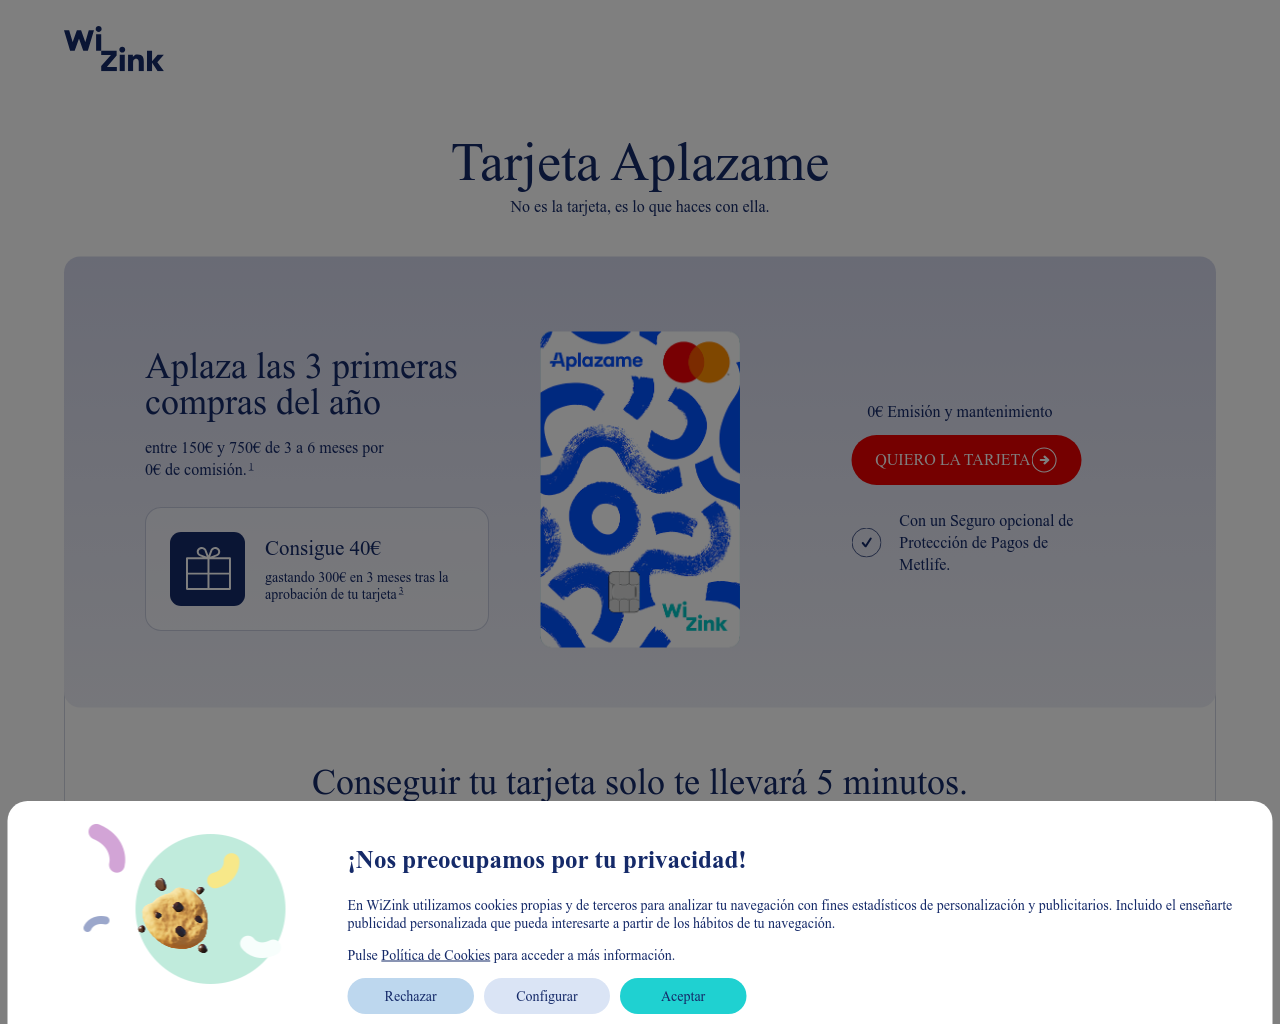 WiZink
Tarjeta Aplazame
No es la tarjeta, es lo que haces con ella.
Aplaza las 3 primeras
compras del año
entre 150€ y 750€ de 3 a 6 meses por
0€ de comisión. 1
Consigue 40€
gastando 300€ en 3 meses tras la
aprobación de tu tarjeta 3
Aplazame
WiZink
0€ Emisión y mantenimiento
QUIERO LA TARJETA
Con un Seguro opcional de
Protección de Pagos de
Metlife.
Conseguir tu tarjeta solo te llevará 5 minutos.
¡Nos preocupamos por tu privacidad!
En WiZink utilizamos cookies propias y de terceros para analizar tu navegación con fines estadísticos de personalización y publicitarios. Incluido el enseñarte
publicidad personalizada que pueda interesarte a partir de los hábitos de tu navegación.
Pulse Política de Cookies para acceder a más información.
Rechazar
Configurar
Aceptar